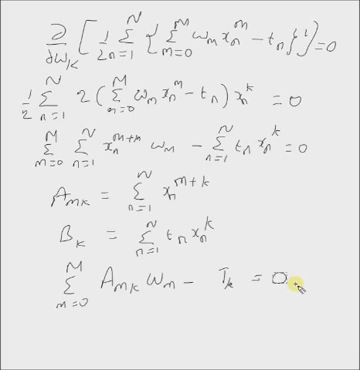 ∂/∂w_K [ 1/2 Σ_{n=1}^{N} { Σ_{m=0}^{M} w_m x_n^m - t_n }² ] = 0
1/2 Σ_{n=1}^{N} 2 ( Σ_{m=0}^{M} w_m x_n^m - t_n ) x_n^k = 0
Σ_{m=0}^{M} Σ_{n=1}^{N} x_n^{m+k} w_m - Σ_{n=1}^{N} t_n x_n^k = 0
A_{mk} = Σ_{n=1}^{N} x_n^{m+k}
B_k = Σ_{n=1}^{N} t_n x_n^k
Σ_{m=0}^{M} A_{mk} w_m - T_k = 0.